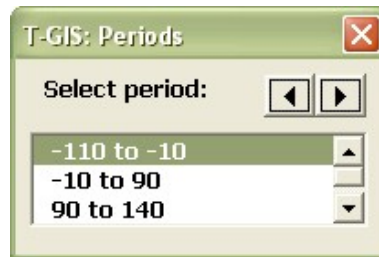 T-GIS: Periods
Select period:
-110 to -10
-10 to 90
90 to 140